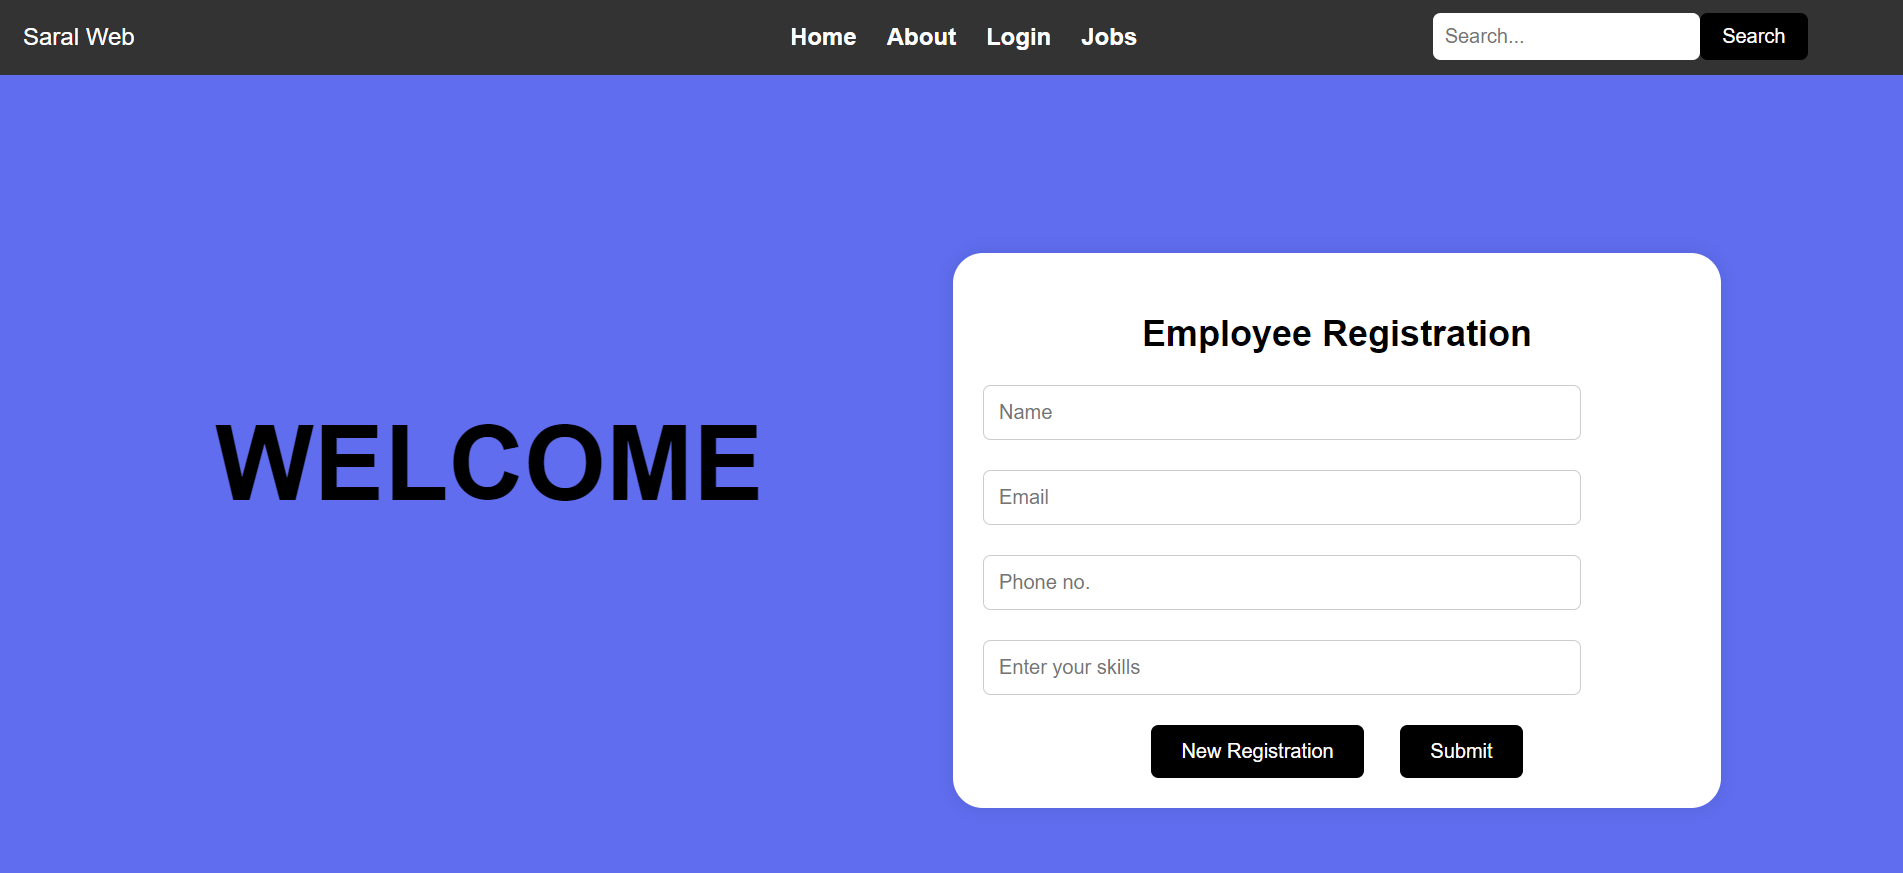 Saral Web
Home About Login Jobs
Search... Search
WELCOME
Employee Registration
Name
Email
Phone no.
Enter your skills
New Registration Submit